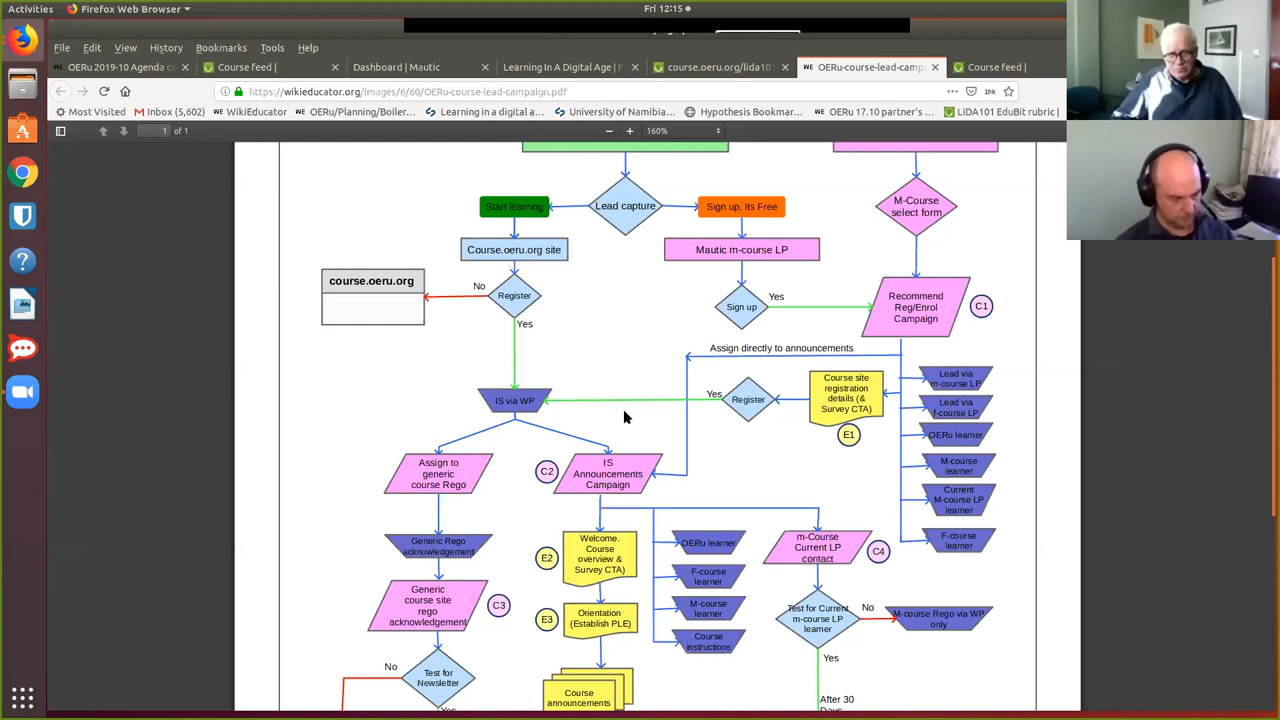 Activities
Firefox Web Browser
Fri 12:15
File Edit View History Bookmarks Tools Help
WE OERu 2019-10 Agenda co
Course feed |
Dashboard | Mautic
Learning In A Digital Age | F
course.oeru.org/lida101
WE OERu-course-lead-camp
Course feed |
https://wikieducator.org/images/6/60/OERu-course-lead-campaign.pdf
1hk
Most Visited
Inbox (5,602)
WikiEducator
OERu/Planning/Boiler...
Learning in a digital a...
University of Namibia...
Hypothesis Bookmar...
OERu 17.10 partner's ...
LiDA101 EduBit rubric |
1 of 1
160%
Start learning
Lead capture
Sign up, Its Free
M-Course
select form
Course.oeru.org site
Mautic m-course LP
course.oeru.org
No
Register
Yes
Sign up
Yes
Recommend
Reg/Enrol
Campaign
C1
Assign directly to announcements
Course site
registration
details (&
Survey CTA)
E1
Lead via
m-course LP
Lead via
f-course LP
OERu learner
M-course
learner
Current
M-course LP
learner
F-course
learner
IS via WP
Yes
Register
Assign to
generic
course Rego
C2
IS
Announcements
Campaign
Generic Rego
acknowledgement
E2
Welcome.
Course
overview &
Survey CTA)
OERu learner
F-course
learner
M-course
learner
Course
instructions
m-Course
Current LP
contact
C4
Generic
course site
rego
acknowledgement
C3
E3
Orientation
(Establish PLE)
Test for Current
m-course LP
learner
No
M-course Rego via WP
only
Yes
No
Test for
Newsletter
Yes
Course
announcements
After 30
Days